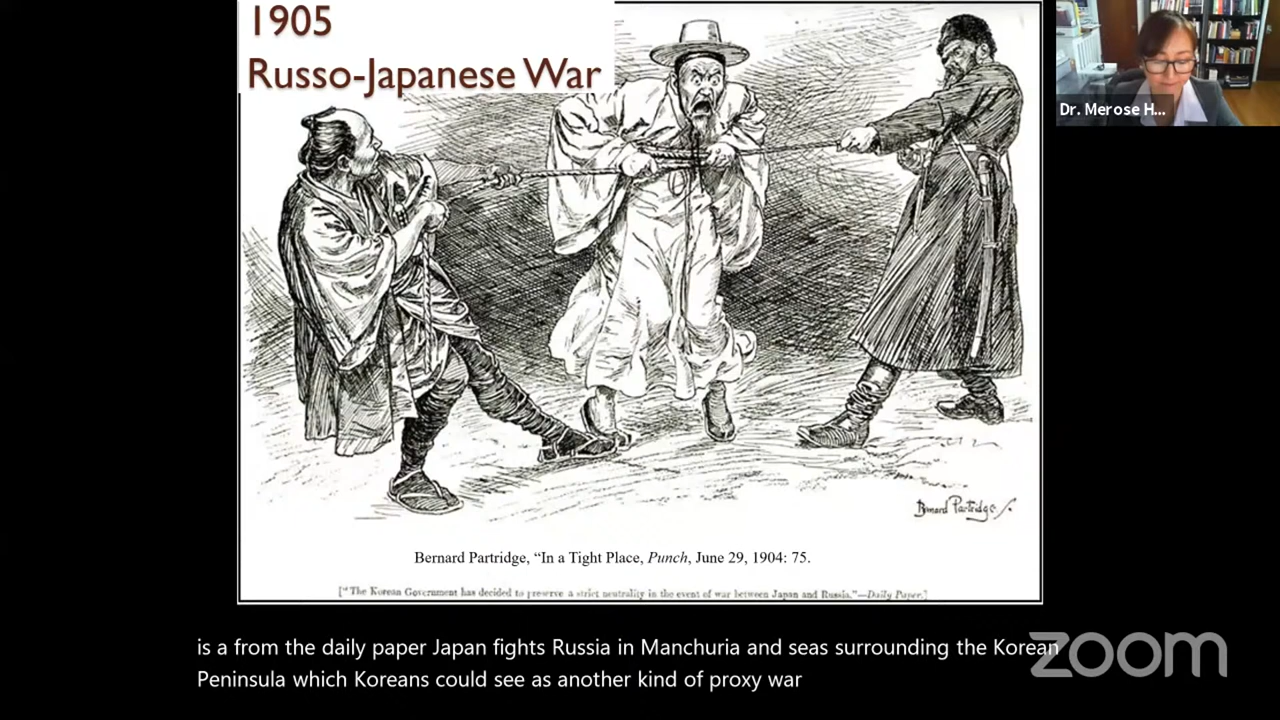 1905
Russo-Japanese War
Dr. Merose H...
Bernard Partridge
Bernard Partridge, “In a Tight Place, Punch, June 29, 1904: 75.
["The Korean Government has decided to preserve a strict neutrality in the event of war between Japan and Russia."—Daily Paper.]
is a from the daily paper Japan fights Russia in Manchuria and seas surrounding the Korean
Peninsula which Koreans could see as another kind of proxy war
zoom